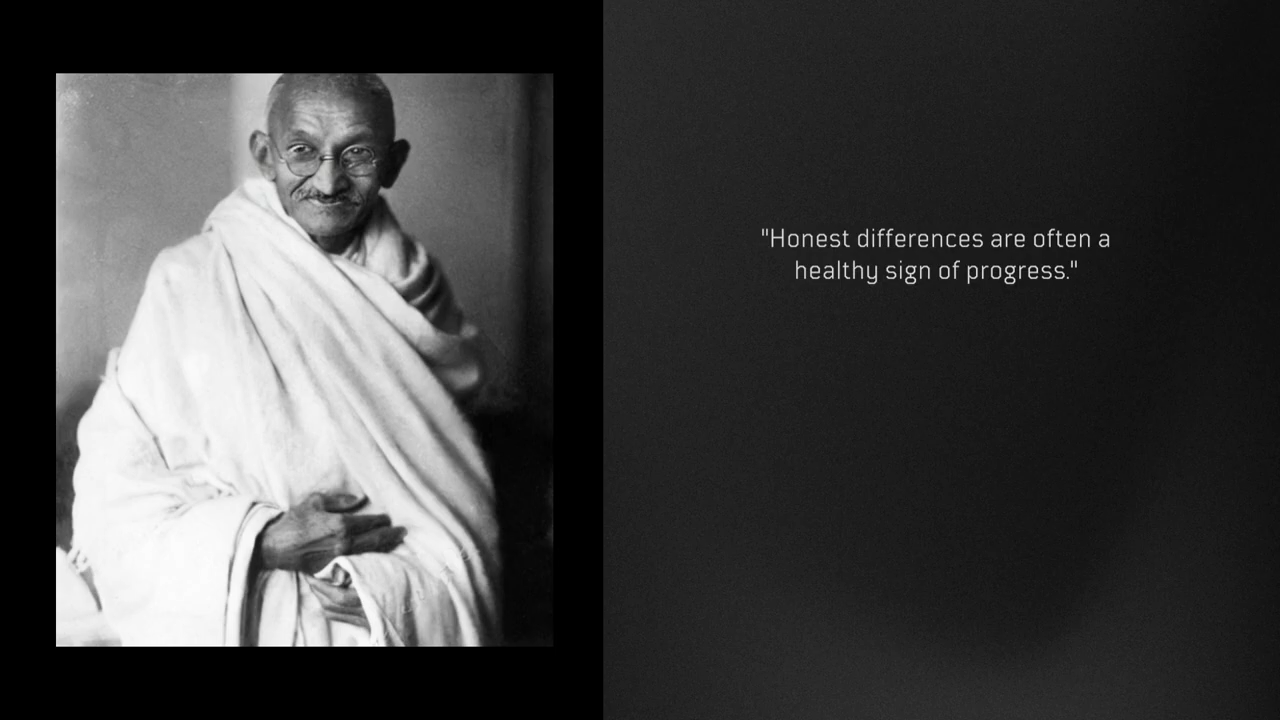 "Honest differences are often a
healthy sign of progress."